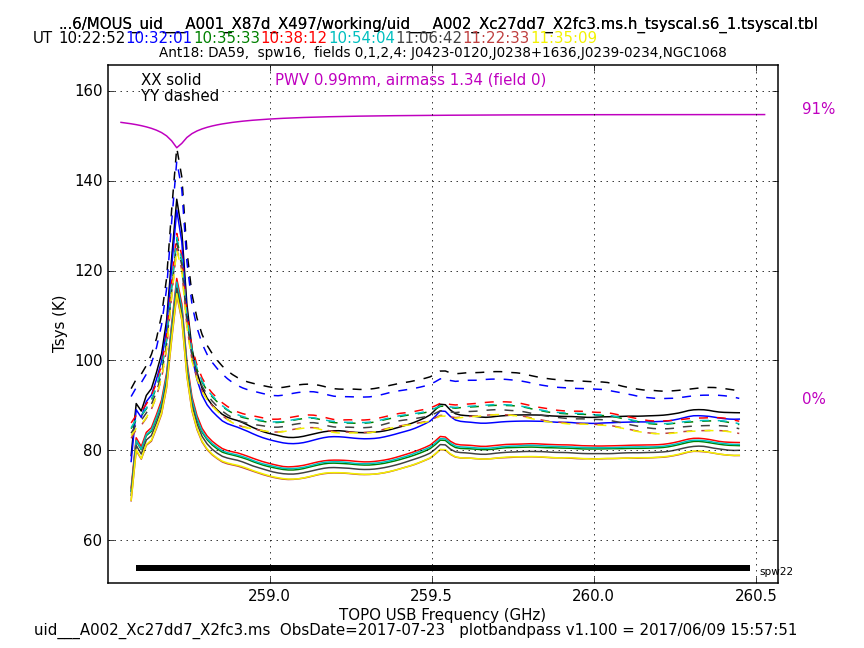 ...6/MOUS_uid___A001_X87d_X497/working/uid___A002_Xc27dd7_X2fc3.ms.h_tsyscal.s6_1.tsyscal.tbl
UT 10:22:52 10:32:01 10:35:33 10:38:12 10:54:04 11:06:42 11:22:33 11:35:09
Ant18: DA59,  spw16,  fields 0,1,2,4: J0423-0120,J0238+1636,J0239-0234,NGC1068
XX solid
PWV 0.99mm, airmass 1.34 (field 0)
YY dashed
160
91%
140
120
Tsys (K)
100
0%
80
60
spw22
259.0
259.5
260.0
260.5
TOPO USB Frequency (GHz)
uid___A002_Xc27dd7_X2fc3.ms  ObsDate=2017-07-23   plotbandpass v1.100 = 2017/06/09 15:57:51